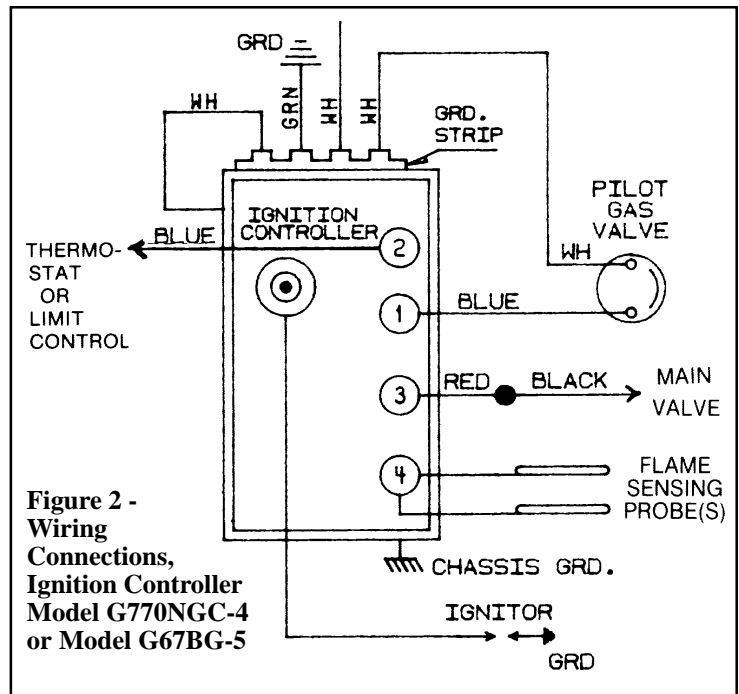 GRD
WH
GRN
WH
WH
GRD.
STRIP
PILOT
GAS
VALVE
IGNITION
CONTROLLER
BLUE
2
WH
THERMO-
STAT
OR
LIMIT
CONTROL
1
BLUE
3
RED
BLACK
MAIN
VALVE
4
FLAME
SENSING
PROBE(S)
Figure 2 -
Wiring
Connections,
Ignition Controller
Model G770NGC-4
or Model G67BG-5
CHASSIS GRD.
IGNITOR
GRD